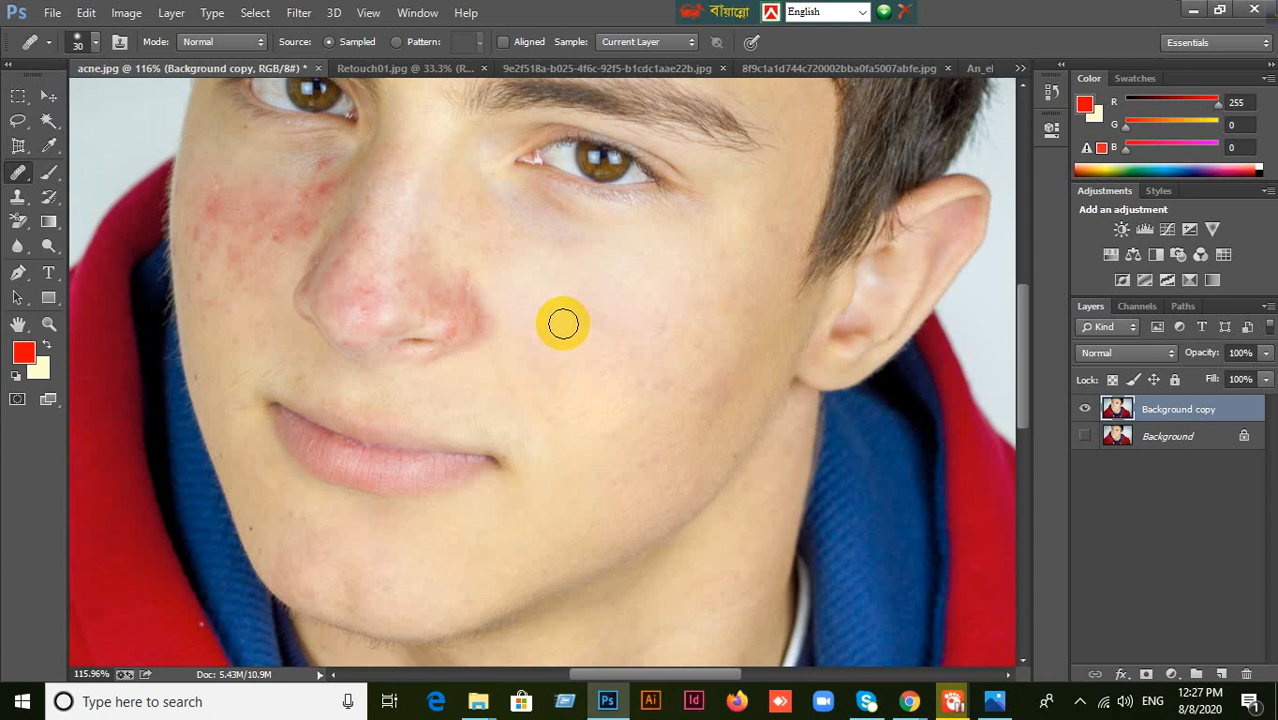 Ps File Edit Image Layer Type Select Filter 3D View Window Help
বায়ান্নো English
30 Mode: Normal Source: Sampled Pattern: Aligned Sample: Current Layer Essentials
acne.jpg @ 116% (Background copy, RGB/8#) * × Retouch01.jpg @ 33.3% (R... × 9e2f518a-b025-4f6c-92f5-b1cdc1aae22b.jpg × 8f9c1a1d744c720002bba0fa5007abfe.jpg × An_el
Color Swatches
R 255
G 0
B 0
Adjustments Styles
Add an adjustment
Layers Channels Paths
Kind
Normal Opacity: 100%
Lock: Fill: 100%
Background copy
Background
115.96% Doc: 5.43M/10.9M
Type here to search
Ps Ai Id
ENG
12:27 PM
8/8/2020
1